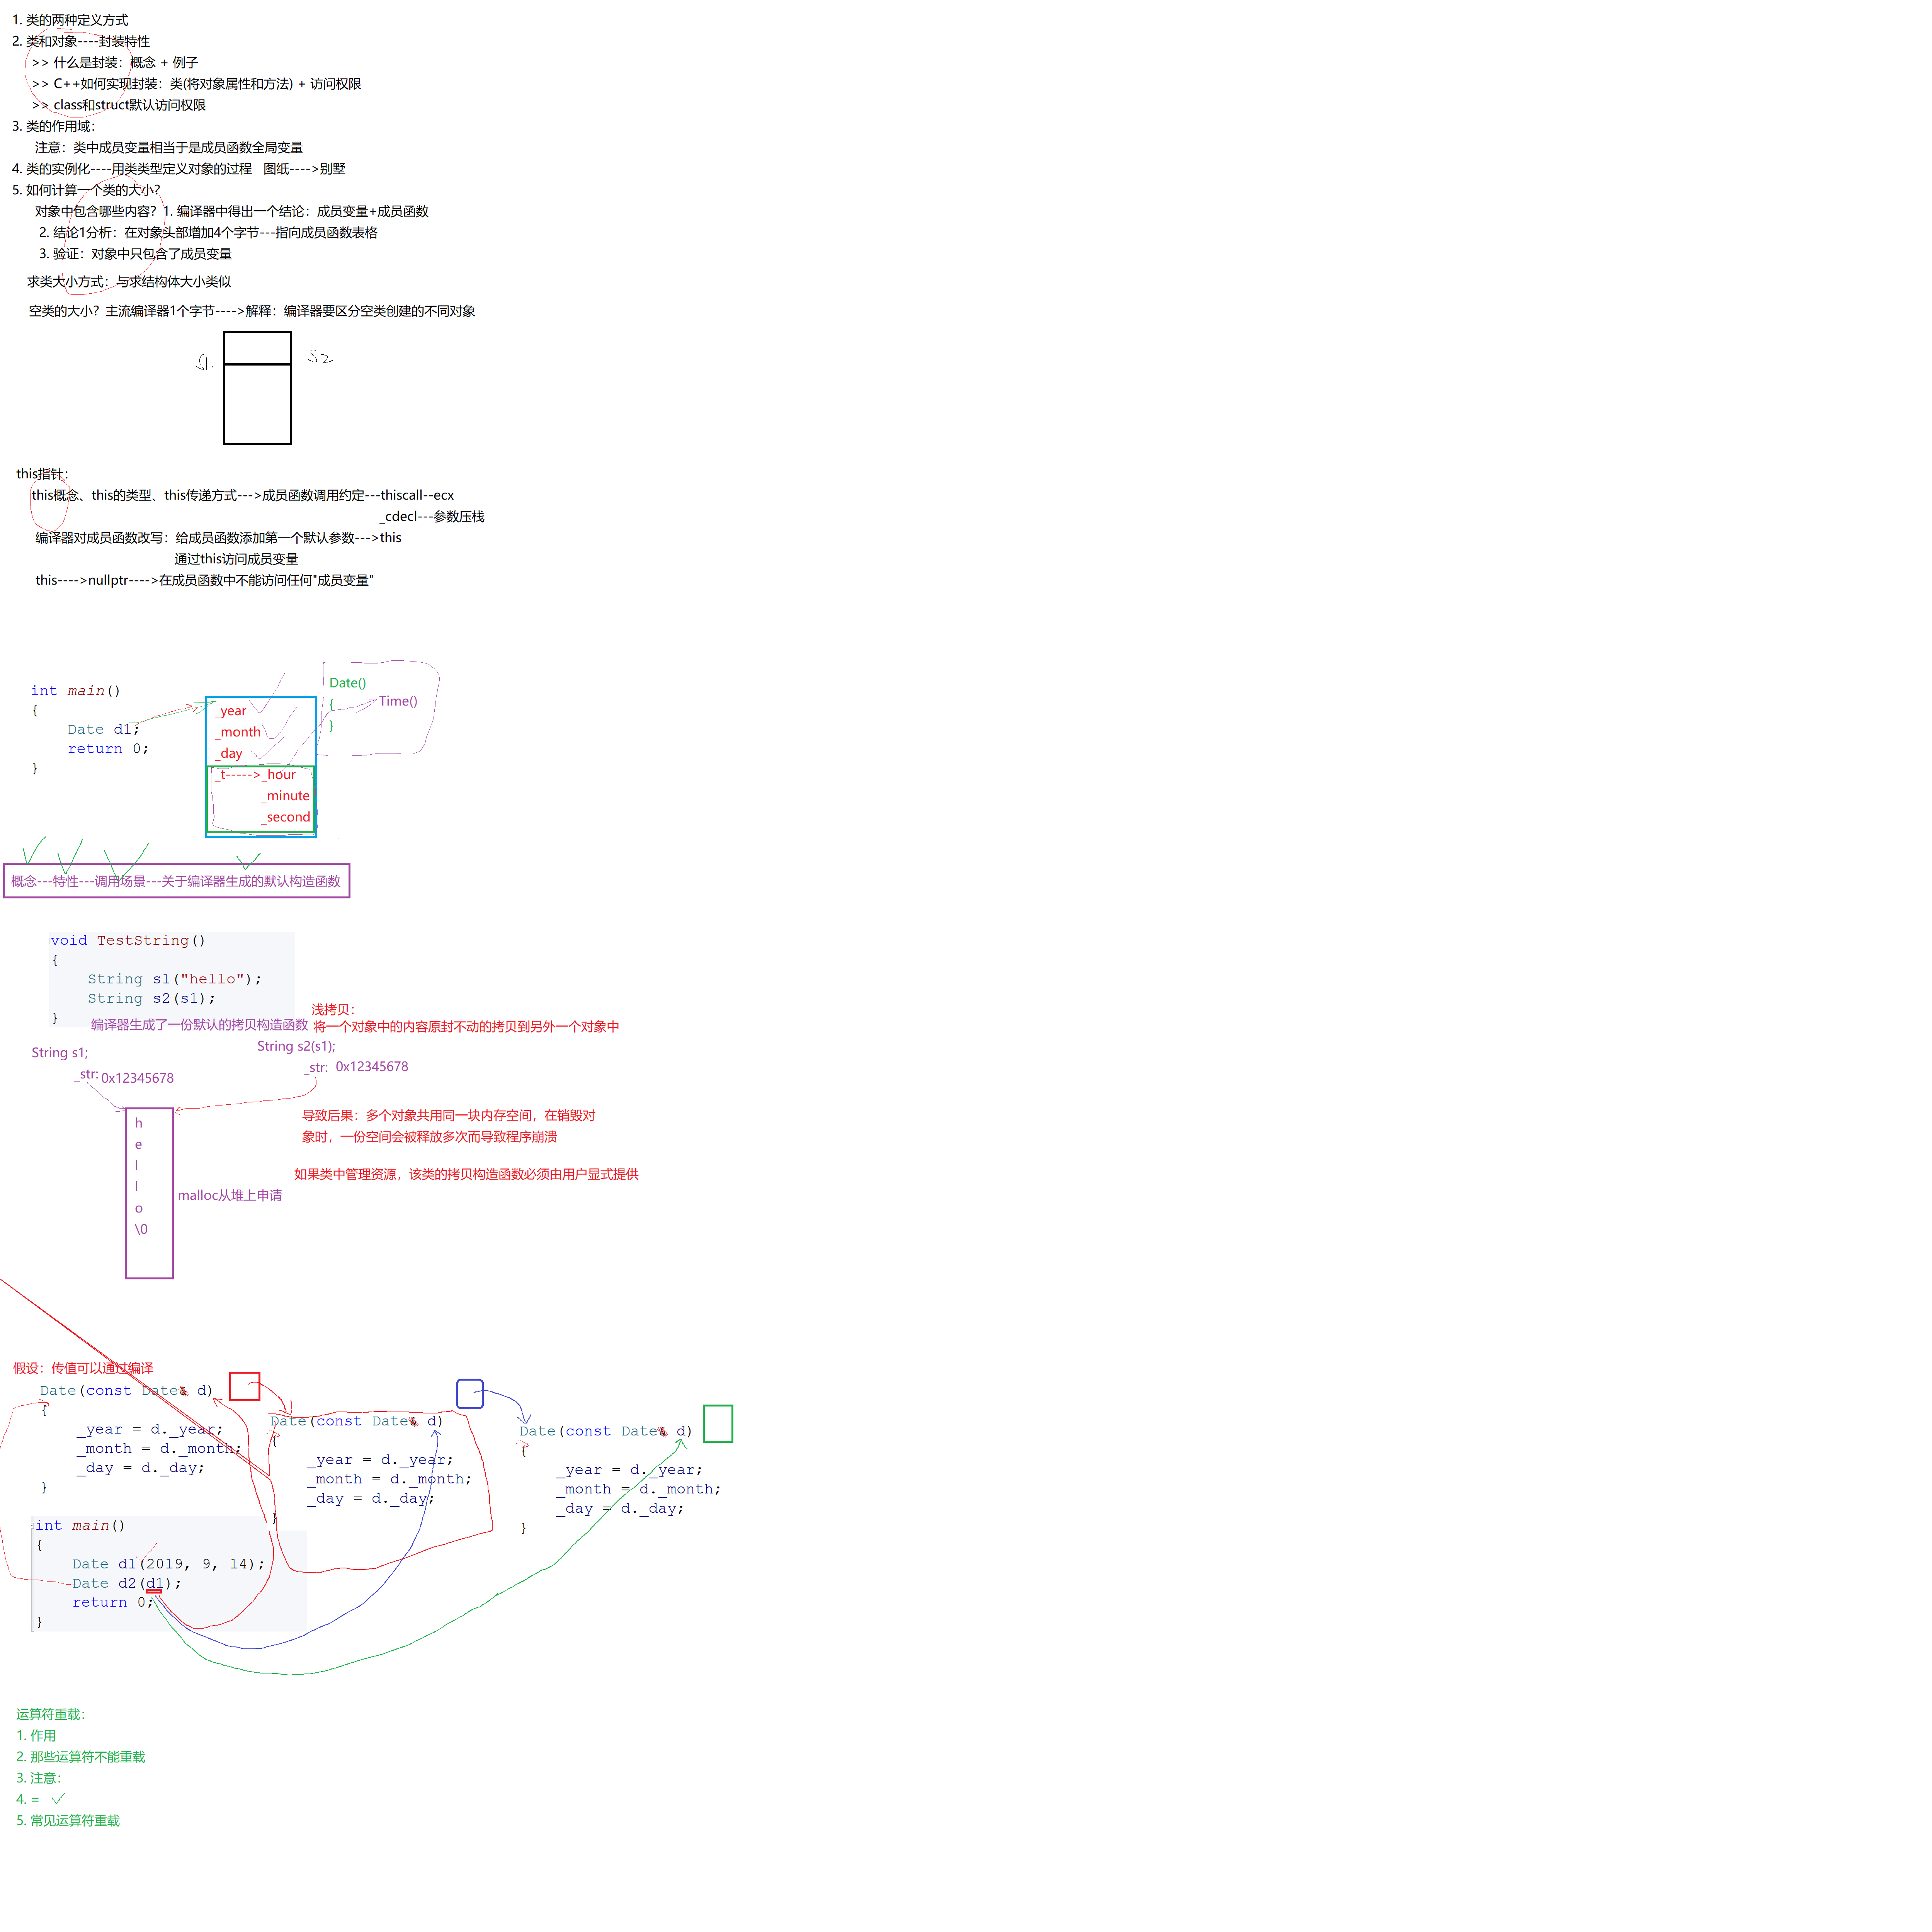 1. 类的两种定义方式
2. 类和对象----封装特性
>> 什么是封装：概念 + 例子
>> C++如何实现封装：类(将对象属性和方法) + 访问权限
>> class和struct默认访问权限
3. 类的作用域：
注意：类中成员变量相当于是成员函数全局变量
4. 类的实例化----用类类型定义对象的过程 图纸---->别墅
5. 如何计算一个类的大小？
对象中包含哪些内容？1. 编译器中得出一个结论：成员变量+成员函数
2. 结论1分析：在对象头部增加4个字节---指向成员函数表格
3. 验证：对象中只包含了成员变量
求类大小方式：与求结构体大小类似
空类的大小？主流编译器1个字节---->解释：编译器要区分空类创建的不同对象
S1, S2
this指针：
this概念、this的类型、this传递方式--->成员函数调用约定---thiscall--ecx
_cdecl---参数压栈
编译器对成员函数改写：给成员函数添加第一个默认参数--->this
通过this访问成员变量
this---->nullptr---->在成员函数中不能访问任何"成员变量"
int main()
{
Date d1;
return 0;
}
_year
_month
_day
_t----->_hour
_minute
_second
Date()
{
}
Time()
概念---特性---调用场景---关于编译器生成的默认构造函数
void TestString()
{
String s1("hello");
String s2(s1);
}
编译器生成了一份默认的拷贝构造函数
浅拷贝：
将一个对象中的内容原封不动的拷贝到另外一个对象中
String s1;
_str: 0x12345678
String s2(s1);
_str: 0x12345678
h
e
l
l
o
\0
malloc从堆上申请
导致后果：多个对象共用同一块内存空间，在销毁对
象时，一份空间会被释放多次而导致程序崩溃
如果类中管理资源，该类的拷贝构造函数必须由用户显式提供
假设：传值可以通过编译
Date(const Date& d)
{
_year = d._year;
_month = d._month;
_day = d._day;
}
Date(const Date& d)
{
_year = d._year;
_month = d._month;
_day = d._day;
}
Date(const Date& d)
{
_year = d._year;
_month = d._month;
_day = d._day;
}
int main()
{
Date d1(2019, 9, 14);
Date d2(d1);
return 0;
}
运算符重载：
1. 作用
2. 那些运算符不能重载
3. 注意：
4. =
5. 常见运算符重载